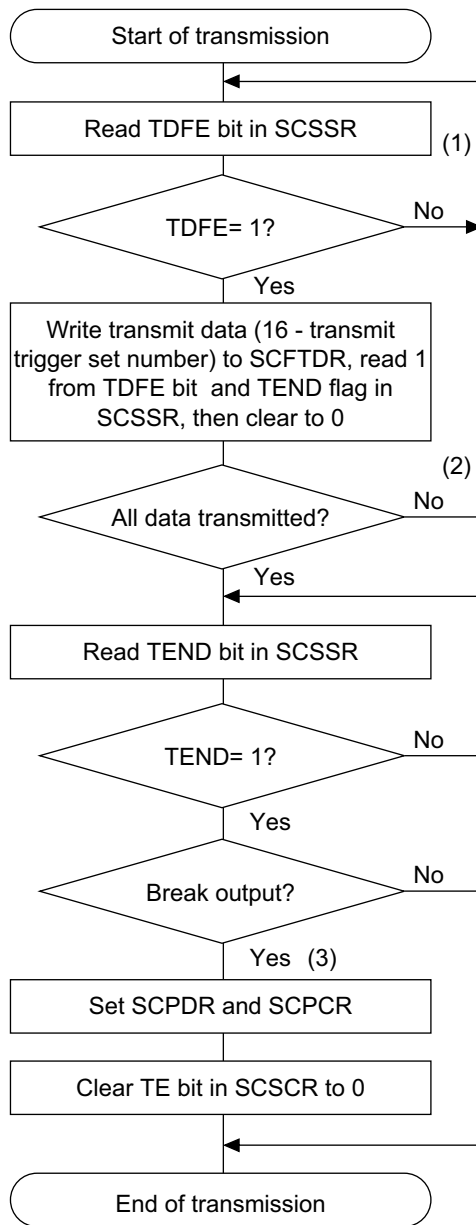 Start of transmission
Read TDFE bit in SCSSR
(1)
TDFE= 1?
No
Yes
Write transmit data (16 - transmit
trigger set number) to SCFTDR, read 1
from TDFE bit and TEND flag in
SCSSR, then clear to 0
(2)
All data transmitted?
No
Yes
Read TEND bit in SCSSR
TEND= 1?
No
Yes
Break output?
No
Yes (3)
Set SCPDR and SCPCR
Clear TE bit in SCSCR to 0
End of transmission